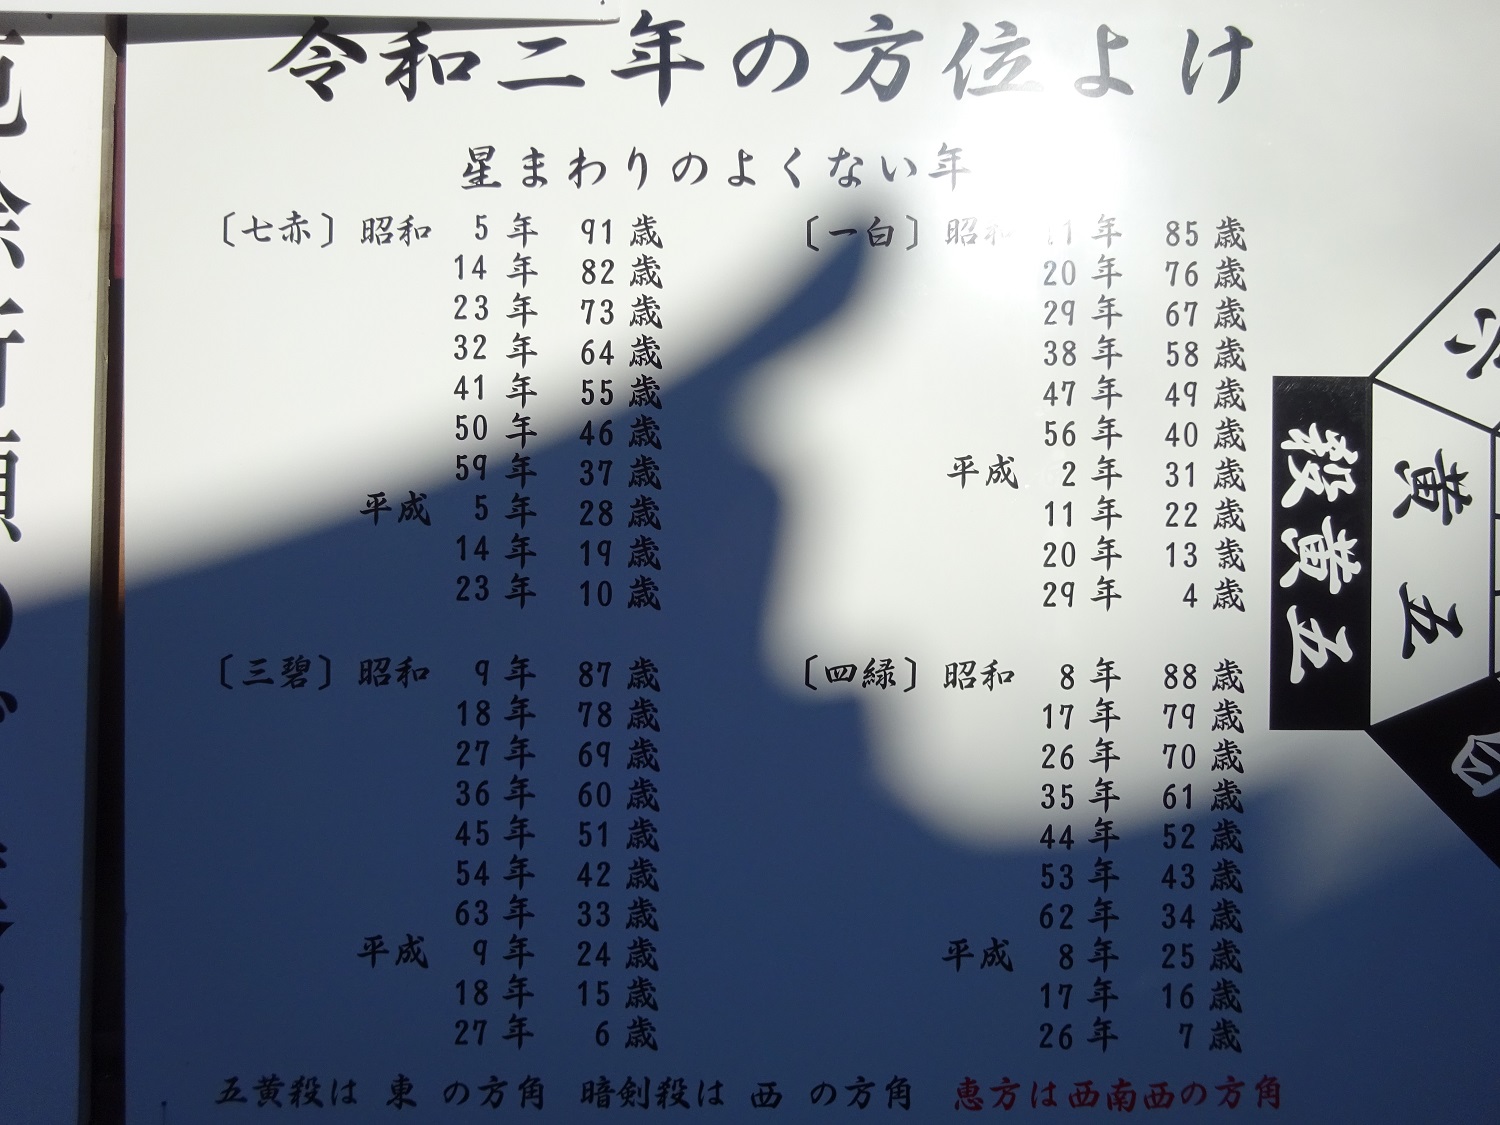 令和二年の方位よけ
星まわりのよくない年
〔七赤〕 昭和 5年 91歳
14年 82歳
23年 73歳
32年 64歳
41年 55歳
50年 46歳
59年 37歳
平成 5年 28歳
14年 19歳
23年 10歳
〔一白〕 昭和 11年 85歳
20年 76歳
29年 67歳
38年 58歳
47年 49歳
56年 40歳
平成 2年 31歳
11年 22歳
20年 13歳
29年 4歳
〔三碧〕 昭和 9年 87歳
18年 78歳
27年 69歳
36年 60歳
45年 51歳
54年 42歳
63年 33歳
平成 9年 24歳
18年 15歳
27年 6歳
〔四緑〕 昭和 8年 88歳
17年 79歳
26年 70歳
35年 61歳
44年 52歳
53年 43歳
62年 34歳
平成 8年 25歳
17年 16歳
26年 7歳
五黄殺は 東 の方角 暗剣殺は 西 の方角 恵方は西南西の方角
五黄殺
五黄
六